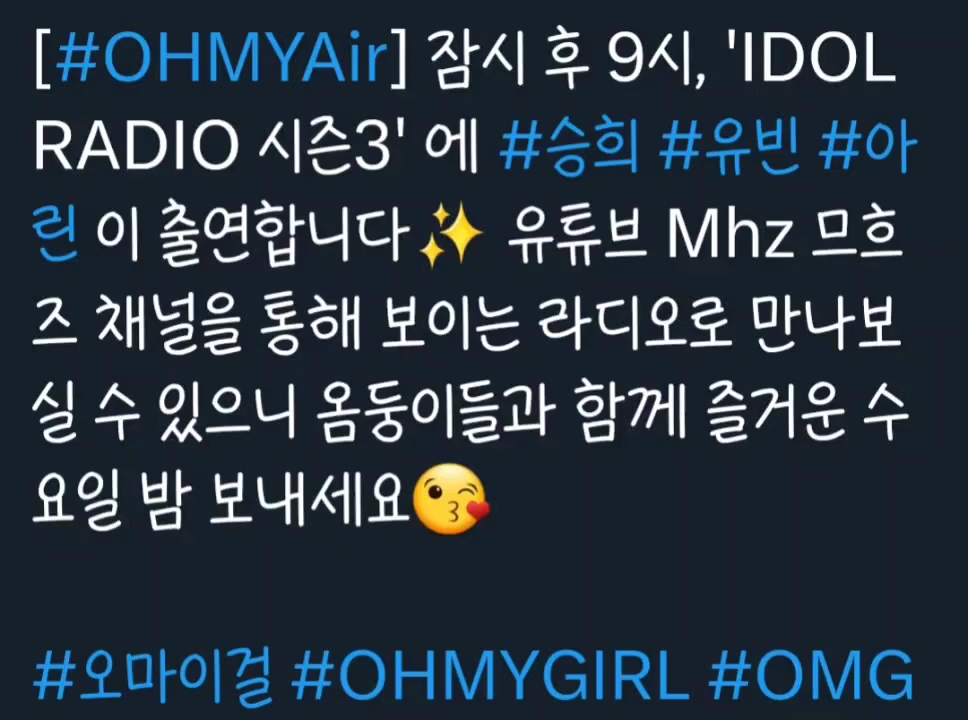 [#OHMYAir] 잠시 후 9시, 'IDOL
RADIO 시즌3' 에 #승희 #유빈 #아
린 이 출연합니다✨ 유튜브 Mhz 므흐
즈 채널을 통해 보이는 라디오로 만나보
실 수 있으니 옴둥이들과 함께 즐거운 수
요일 밤 보내세요😘
#오마이걸 #OHMYGIRL #OMG